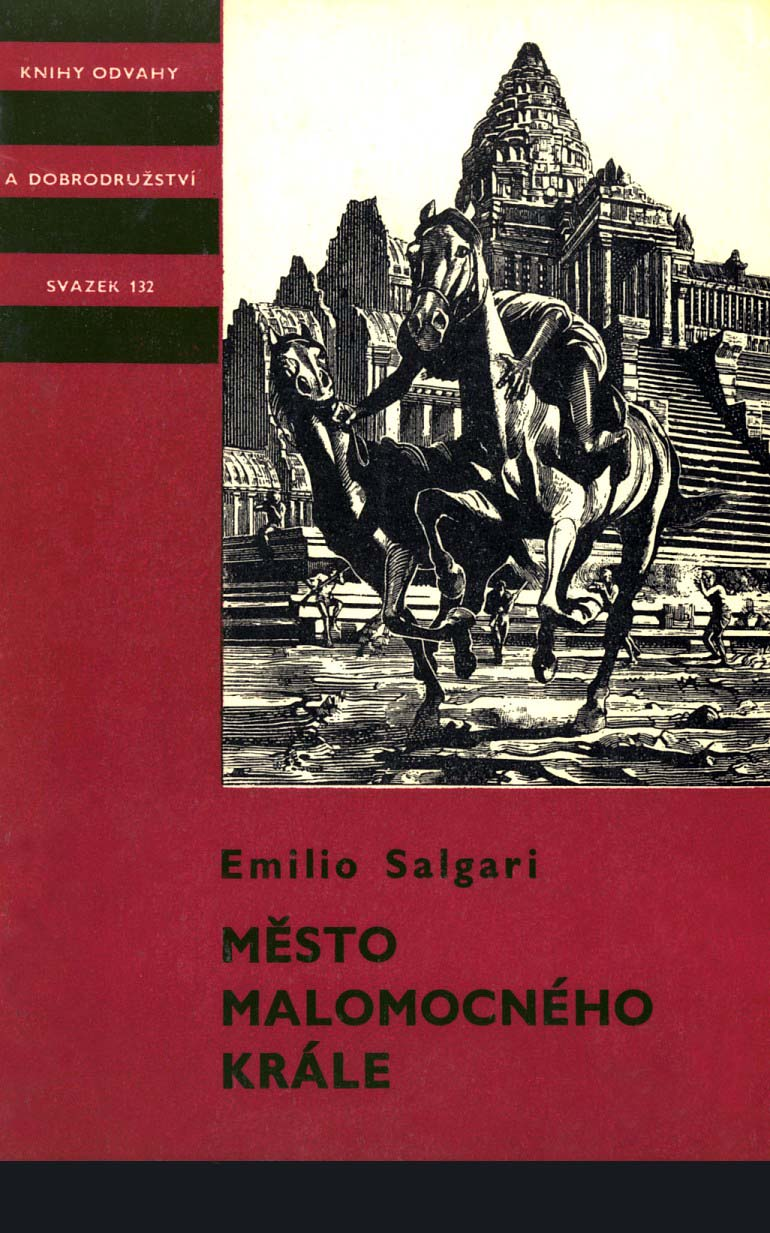 KNIHY ODVAHY
A DOBRODRUŽSTVÍ
SVAZEK 132
Emilio Salgari
MĚSTO
MALOMOCNÉHO
KRÁLE